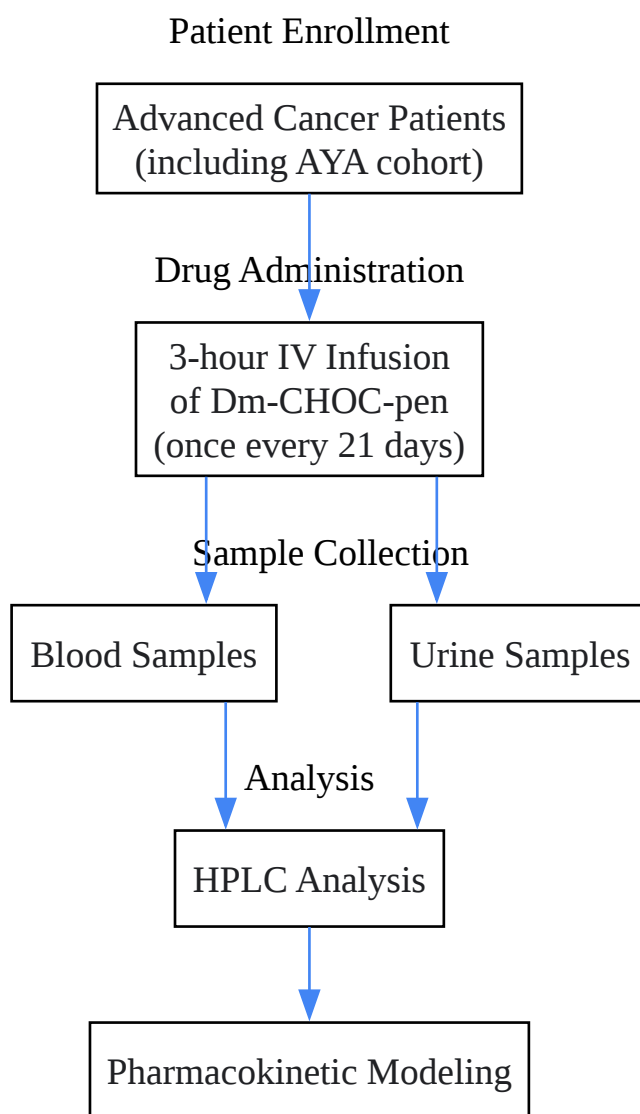 Patient Enrollment
Advanced Cancer Patients
(including AYA cohort)
Drug Administration
3-hour IV Infusion
of Dm-CHOC-pen
(once every 21 days)
Sample Collection
Blood Samples
Urine Samples
Analysis
HPLC Analysis
Pharmacokinetic Modeling